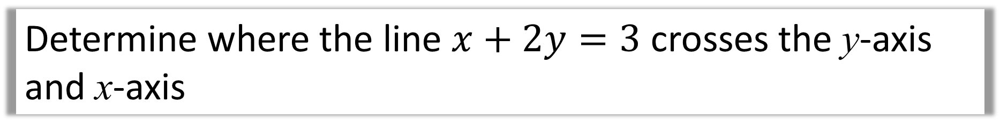 Determine where the line x + 2y = 3 crosses the y-axis
and x-axis